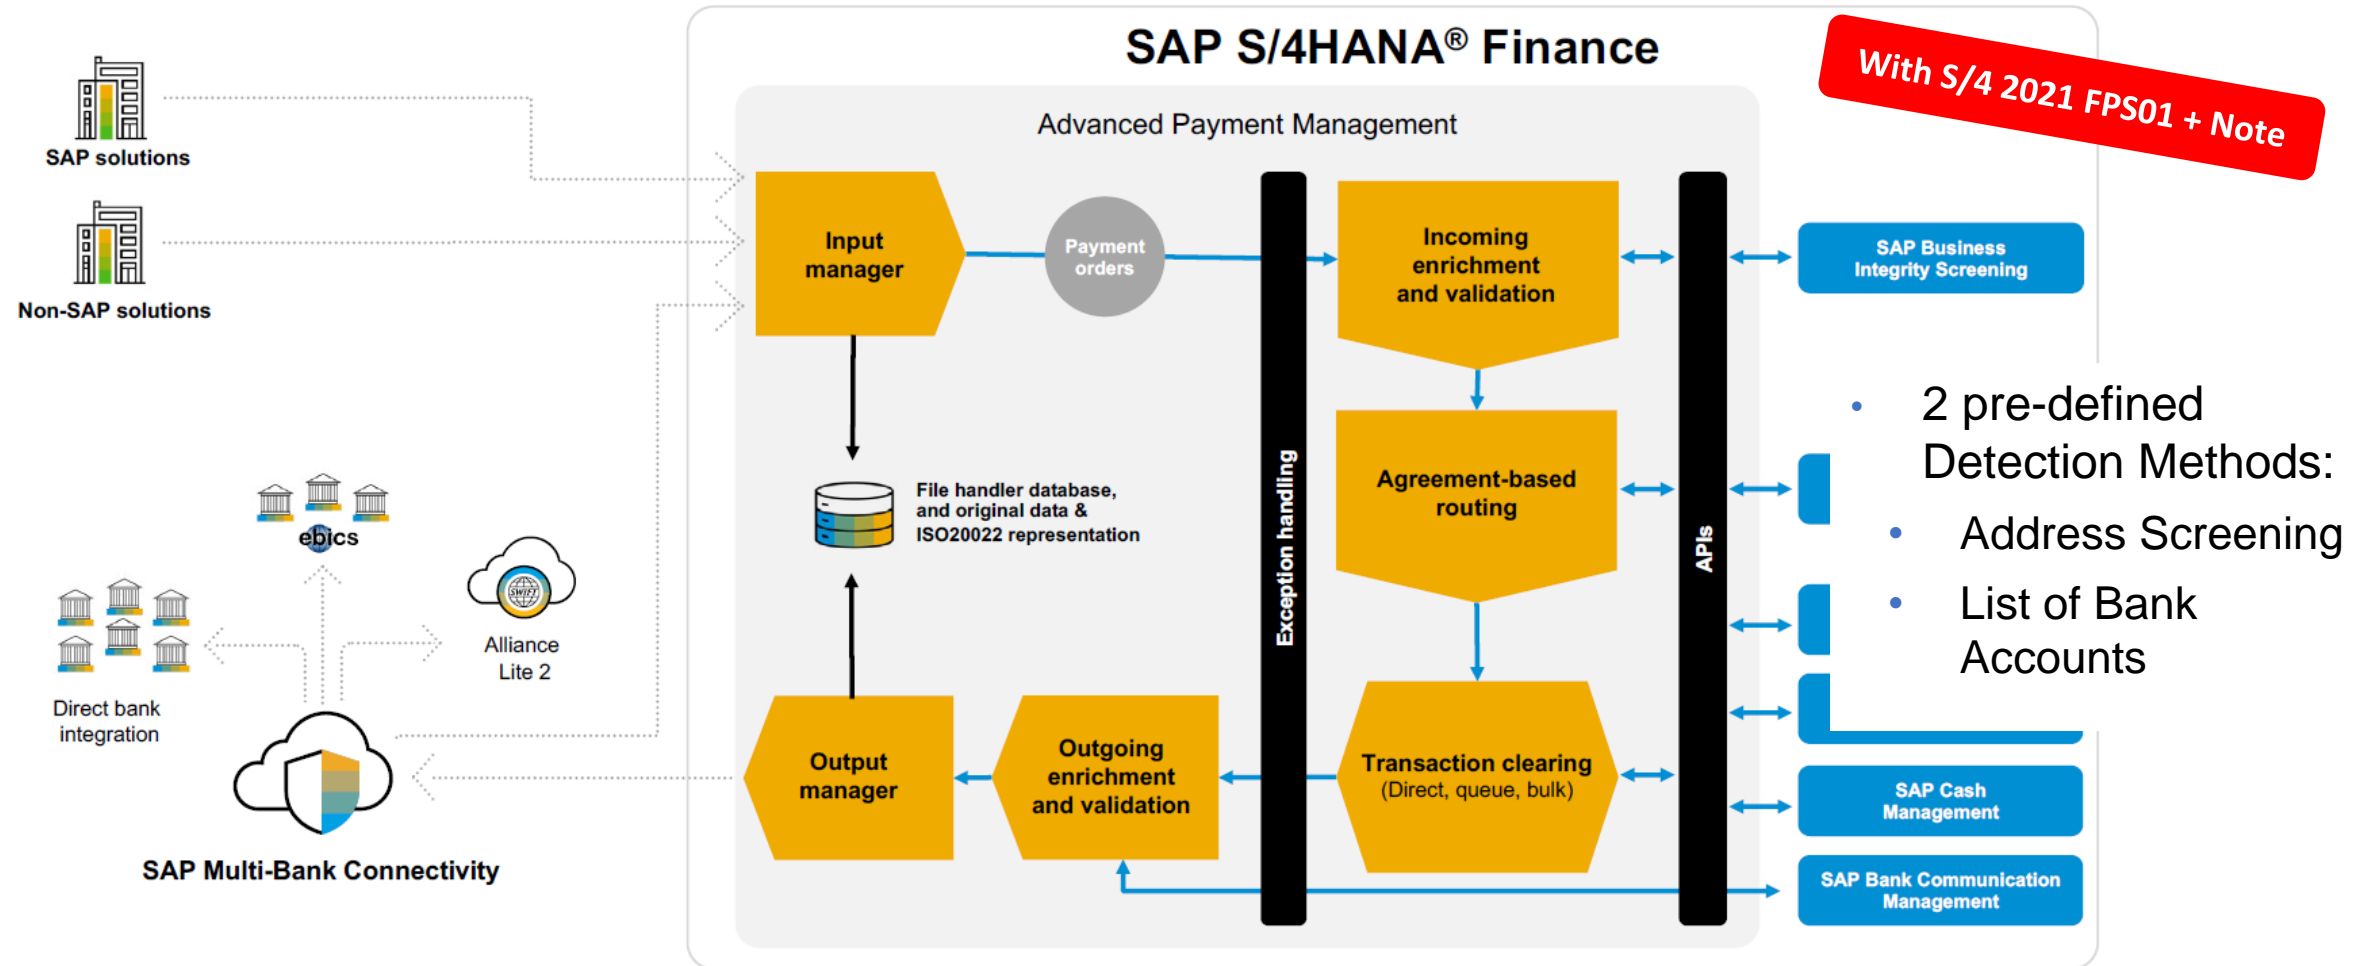 SAP S/4HANA® Finance
With S/4 2021 FPS01 + Note
Advanced Payment Management
SAP solutions
Non-SAP solutions
Input
manager
Payment
orders
Incoming
enrichment
and validation
SAP Business
Integrity Screening
• 2 pre-defined
Detection Methods:
• Address Screening
• List of Bank
Accounts
Exception handling
APIs
Agreement-based
routing
File handler database,
and original data &
ISO20022 representation
ebics
SWIFT
Alliance
Lite 2
Direct bank
integration
SAP Multi-Bank Connectivity
Output
manager
Outgoing
enrichment
and validation
Transaction clearing
(Direct, queue, bulk)
SAP Cash
Management
SAP Bank Communication
Management